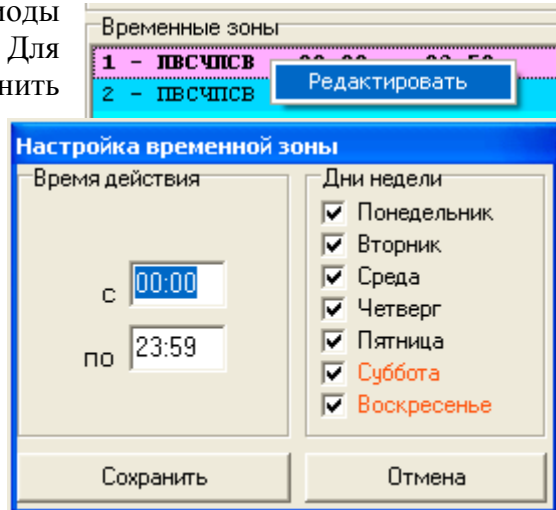 иоды
Для
нить
Временные зоны
1 - ПВСЧПСВ
Редактировать
2 - ПВСЧПСВ
Настройка временной зоны
Время действия
с 00:00
по 23:59
Дни недели
Понедельник
Вторник
Среда
Четверг
Пятница
Суббота
Воскресенье
Сохранить
Отмена